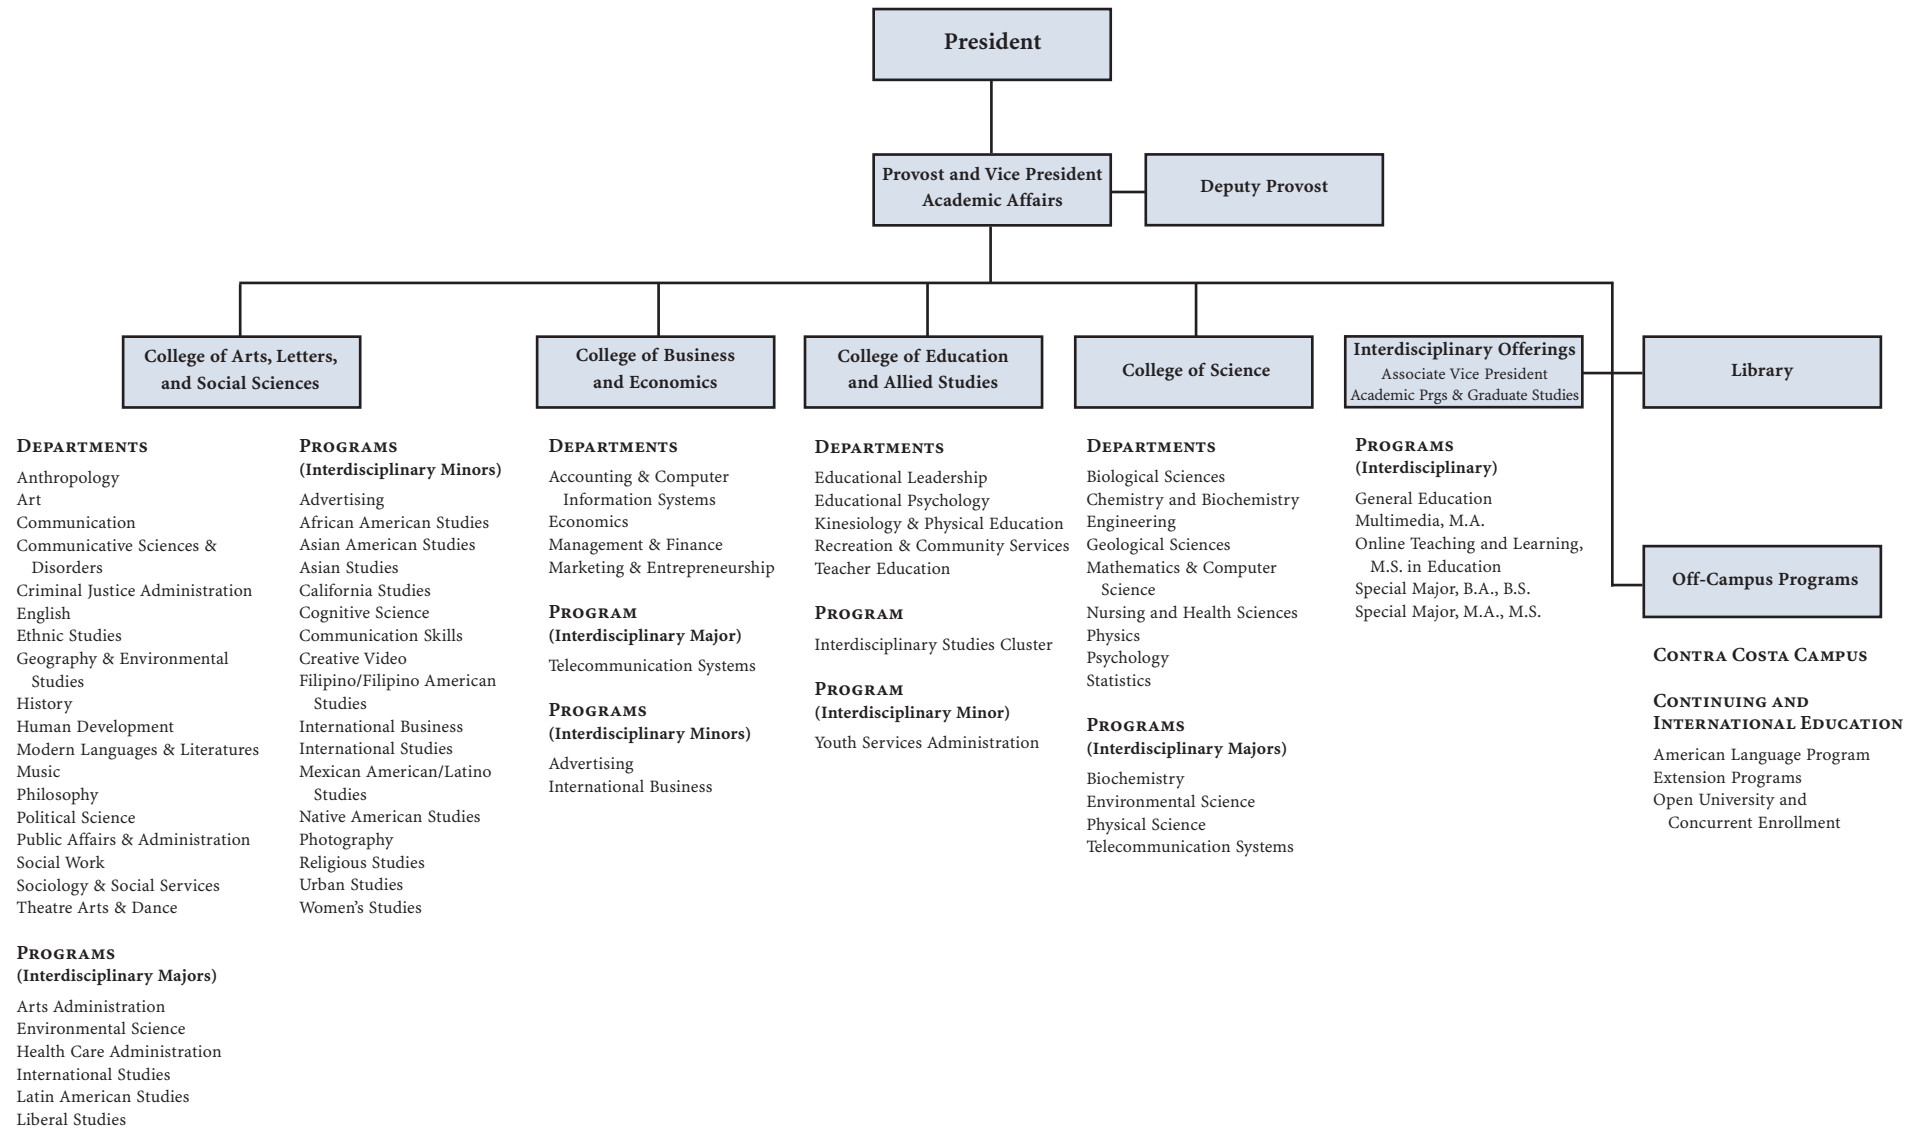 President
Provost and Vice President
Academic Affairs
Deputy Provost
College of Arts, Letters,
and Social Sciences
DEPARTMENTS
Anthropology
Art
Communication
Communicative Sciences &
Disorders
Criminal Justice Administration
English
Ethnic Studies
Geography & Environmental
Studies
History
Human Development
Modern Languages & Literatures
Music
Philosophy
Political Science
Public Affairs & Administration
Social Work
Sociology & Social Services
Theatre Arts & Dance
PROGRAMS
(Interdisciplinary Majors)
Arts Administration
Environmental Science
Health Care Administration
International Studies
Latin American Studies
Liberal Studies
PROGRAMS
(Interdisciplinary Minors)
Advertising
African American Studies
Asian American Studies
Asian Studies
California Studies
Cognitive Science
Communication Skills
Creative Video
Filipino/Filipino American
Studies
International Business
International Studies
Mexican American/Latino
Studies
Native American Studies
Photography
Religious Studies
Urban Studies
Women’s Studies
College of Business
and Economics
DEPARTMENTS
Accounting & Computer
Information Systems
Economics
Management & Finance
Marketing & Entrepreneurship
PROGRAM
(Interdisciplinary Major)
Telecommunication Systems
PROGRAMS
(Interdisciplinary Minors)
Advertising
International Business
College of Education
and Allied Studies
DEPARTMENTS
Educational Leadership
Educational Psychology
Kinesiology & Physical Education
Recreation & Community Services
Teacher Education
PROGRAM
Interdisciplinary Studies Cluster
PROGRAM
(Interdisciplinary Minor)
Youth Services Administration
College of Science
DEPARTMENTS
Biological Sciences
Chemistry and Biochemistry
Engineering
Geological Sciences
Mathematics & Computer
Science
Nursing and Health Sciences
Physics
Psychology
Statistics
PROGRAMS
(Interdisciplinary Majors)
Biochemistry
Environmental Science
Physical Science
Telecommunication Systems
Interdisciplinary Offerings
Associate Vice President
Academic Prgs & Graduate Studies
PROGRAMS
(Interdisciplinary)
General Education
Multimedia, M.A.
Online Teaching and Learning,
M.S. in Education
Special Major, B.A., B.S.
Special Major, M.A., M.S.
Library
Off-Campus Programs
CONTRA COSTA CAMPUS
CONTINUING AND
INTERNATIONAL EDUCATION
American Language Program
Extension Programs
Open University and
Concurrent Enrollment